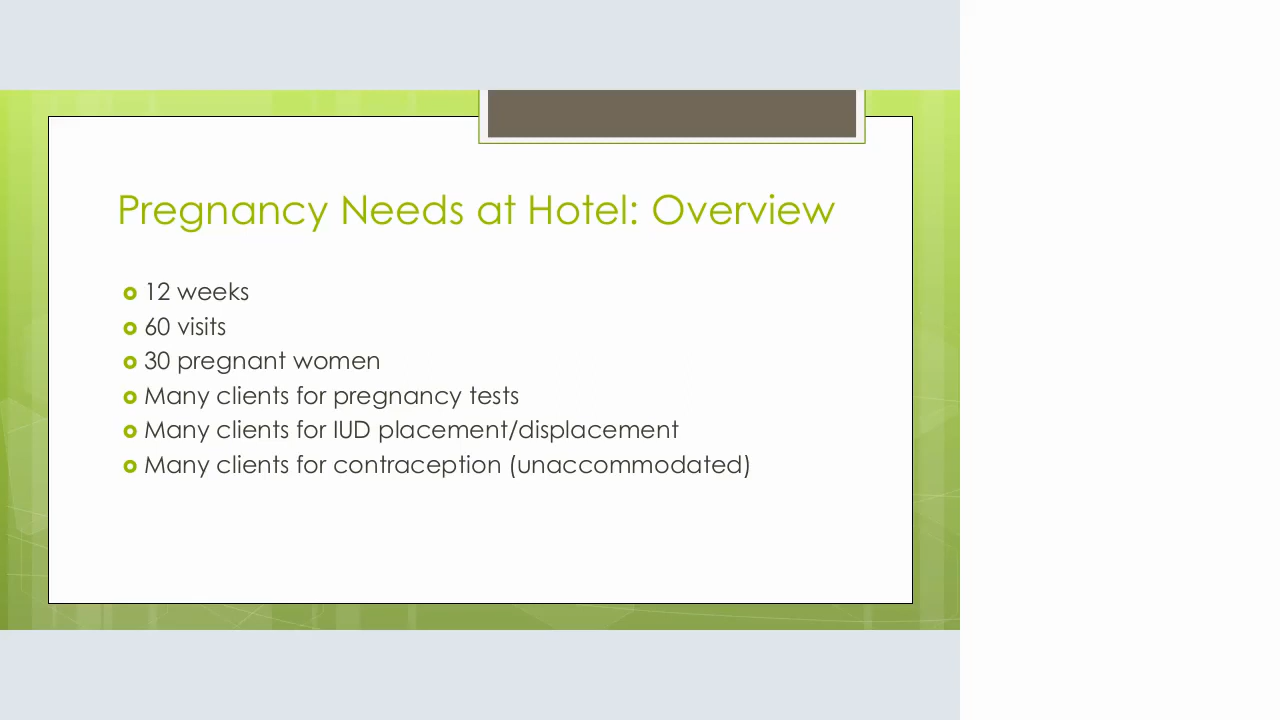 Pregnancy Needs at Hotel: Overview
12 weeks
60 visits
30 pregnant women
Many clients for pregnancy tests
Many clients for IUD placement/displacement
Many clients for contraception (unaccommodated)